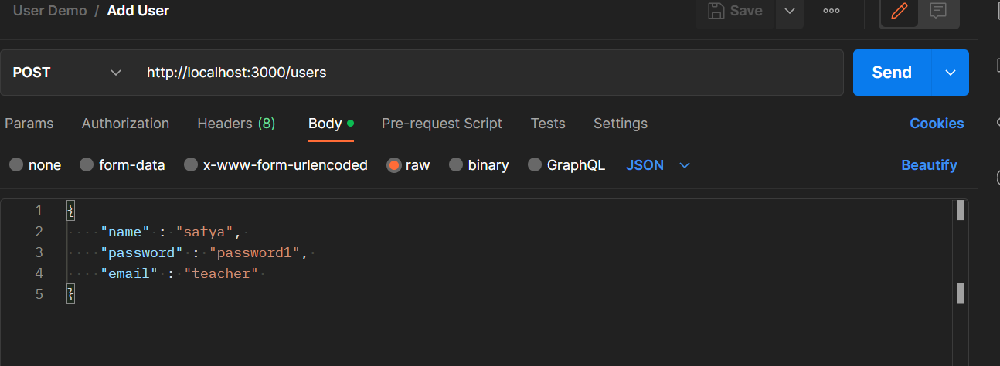 User Demo / Add User
Save
POST http://localhost:3000/users Send
Params Authorization Headers (8) Body Pre-request Script Tests Settings Cookies
none form-data x-www-form-urlencoded raw binary GraphQL JSON Beautify
1 {
2 "name" : "satya",
3 "password" : "password1",
4 "email" : "teacher"
5 }